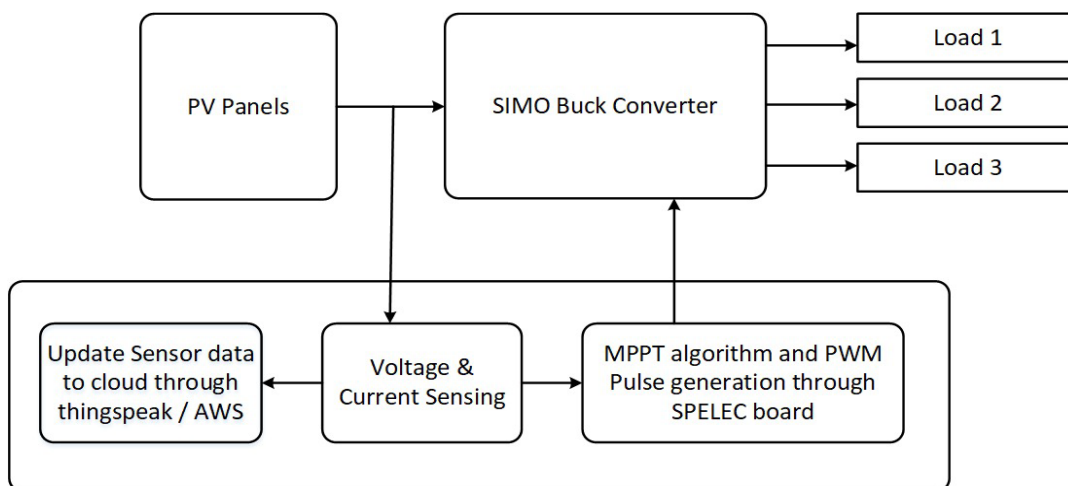 PV Panels
SIMO Buck Converter
Load 1
Load 2
Load 3
Update Sensor data
to cloud through
thingspeak / AWS
Voltage &
Current Sensing
MPPT algorithm and PWM
Pulse generation through
SPELEC board